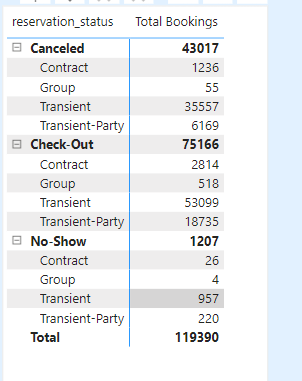 reservation_status Total Bookings
Canceled 43017
Contract 1236
Group 55
Transient 35557
Transient-Party 6169
Check-Out 75166
Contract 2814
Group 518
Transient 53099
Transient-Party 18735
No-Show 1207
Contract 26
Group 4
Transient 957
Transient-Party 220
Total 119390